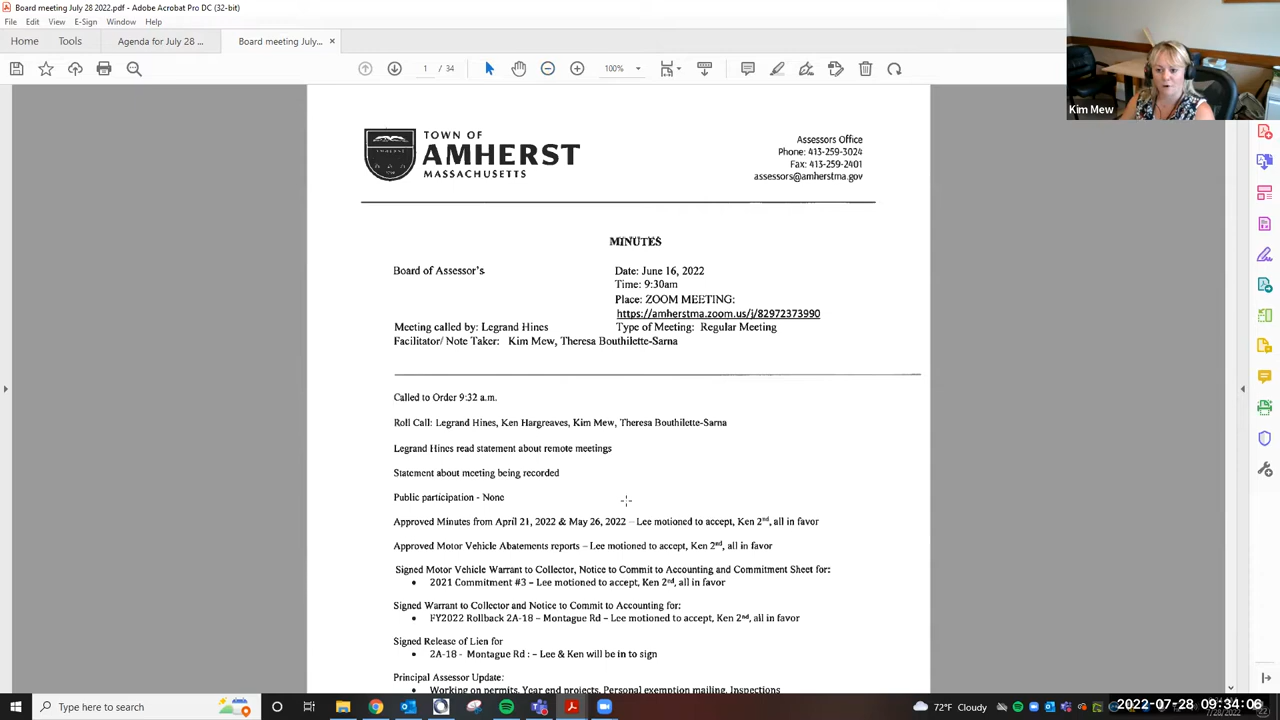 Board meeting July 28 2022.pdf - Adobe Acrobat Pro DC (32-bit)
File Edit View E-Sign Window Help
Home Tools Agenda for July 28 ... Board meeting July... ×
1 / 34 100%
Kim Mew
TOWN OF
AMHERST
MASSACHUSETTS
Assessors Office
Phone: 413-259-3024
Fax: 413-259-2401
assessors@amherstma.gov
MINUTES
Board of Assessor's
Date: June 16, 2022
Time: 9:30am
Place: ZOOM MEETING:
https://amherstma.zoom.us/j/82972373990
Meeting called by: Legrand Hines Type of Meeting: Regular Meeting
Facilitator/ Note Taker: Kim Mew, Theresa Bouthilette-Sarna
Called to Order 9:32 a.m.
Roll Call: Legrand Hines, Ken Hargreaves, Kim Mew, Theresa Bouthilette-Sarna
Legrand Hines read statement about remote meetings
Statement about meeting being recorded
Public participation - None
Approved Minutes from April 21, 2022 & May 26, 2022 – Lee motioned to accept, Ken 2nd, all in favor
Approved Motor Vehicle Abatements reports – Lee motioned to accept, Ken 2nd, all in favor
Signed Motor Vehicle Warrant to Collector, Notice to Commit to Accounting and Commitment Sheet for:
• 2021 Commitment #3 – Lee motioned to accept, Ken 2nd, all in favor
Signed Warrant to Collector and Notice to Commit to Accounting for:
• FY2022 Rollback 2A-18 – Montague Rd – Lee motioned to accept, Ken 2nd, all in favor
Signed Release of Lien for
• 2A-18 - Montague Rd : – Lee & Ken will be in to sign
Principal Assessor Update:
• Working on permits, Year end projects, Personal exemption mailing, Inspections
Type here to search
72°F Cloudy
2022-07-28 09:34:06